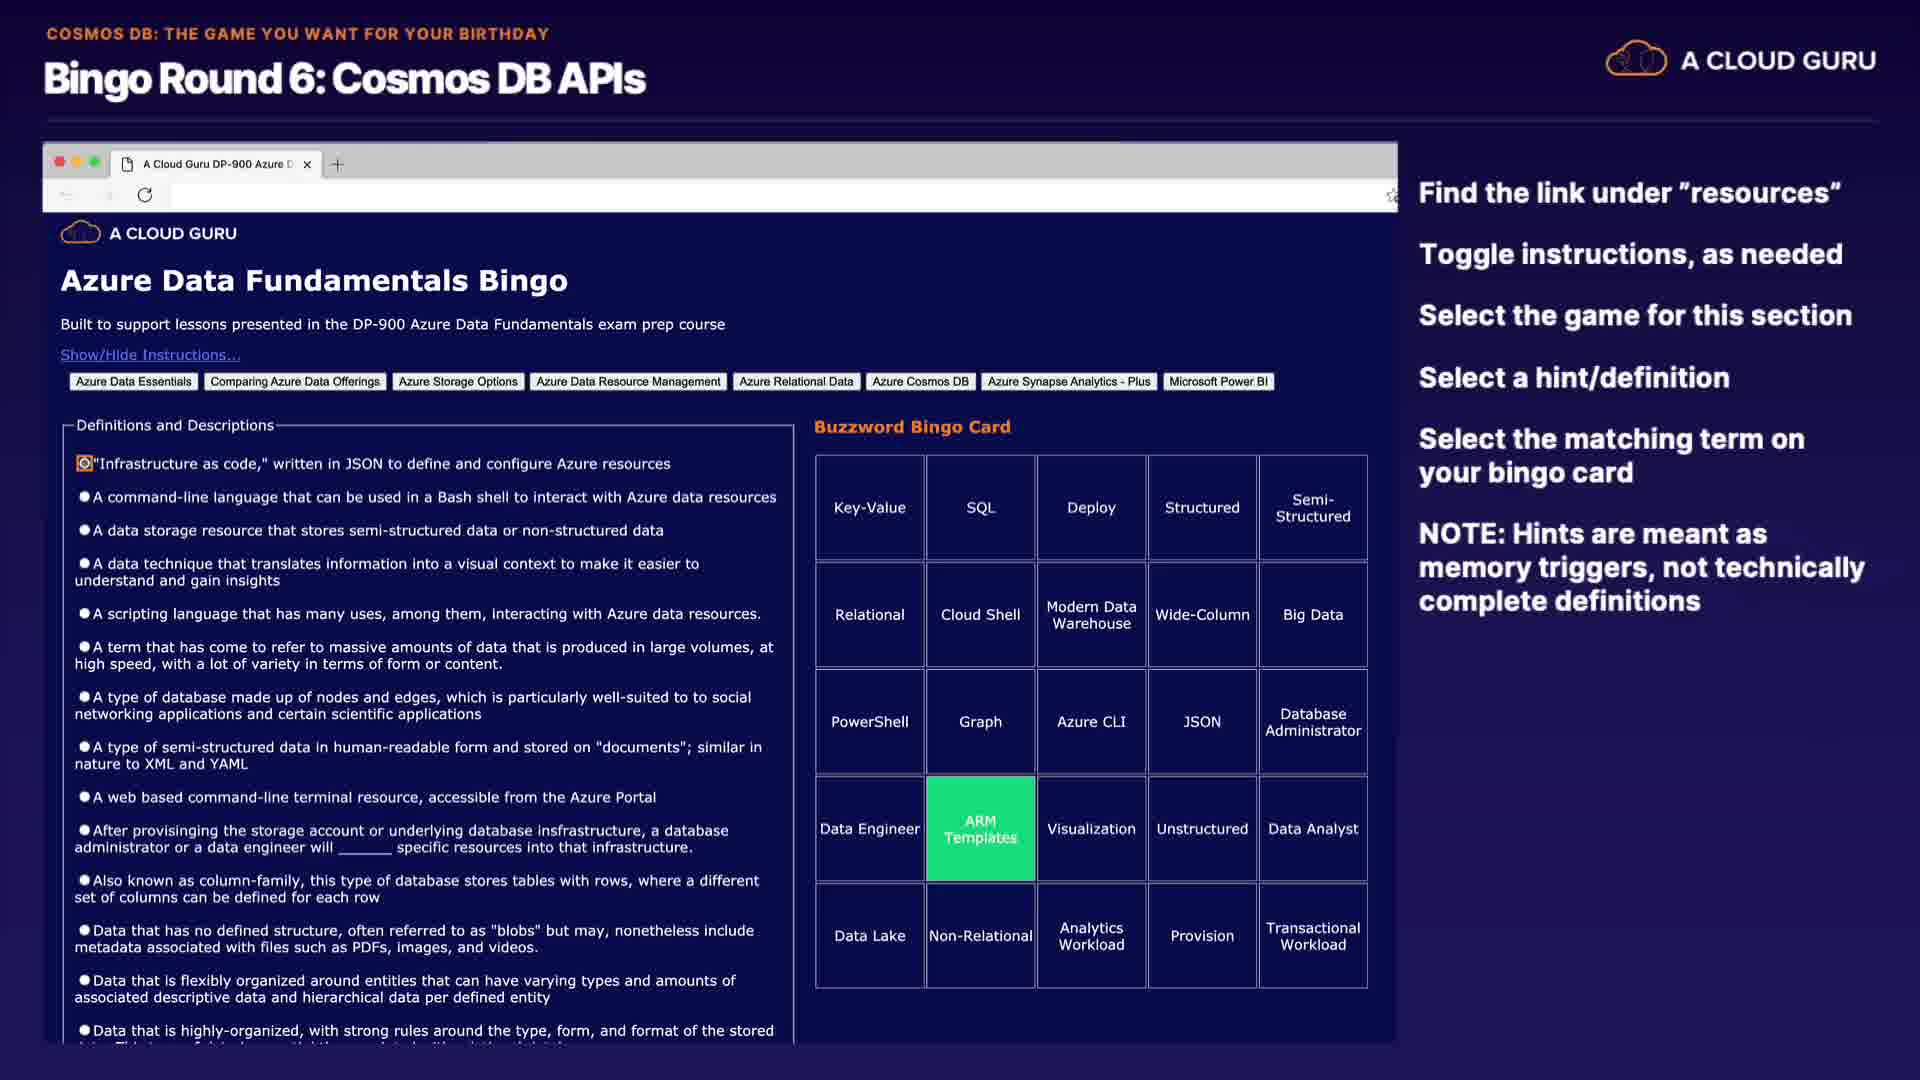 COSMOS DB: THE GAME YOU WANT FOR YOUR BIRTHDAY
Bingo Round 6: Cosmos DB APIs
A CLOUD GURU
A Cloud Guru DP-900 Azure D
A CLOUD GURU
Azure Data Fundamentals Bingo
Built to support lessons presented in the DP-900 Azure Data Fundamentals exam prep course
Show/Hide Instructions...
Azure Data Essentials
Comparing Azure Data Offerings
Azure Storage Options
Azure Data Resource Management
Azure Relational Data
Azure Cosmos DB
Azure Synapse Analytics - Plus
Microsoft Power BI
Definitions and Descriptions
"Infrastructure as code," written in JSON to define and configure Azure resources
A command-line language that can be used in a Bash shell to interact with Azure data resources
A data storage resource that stores semi-structured data or non-structured data
A data technique that translates information into a visual context to make it easier to
understand and gain insights
A scripting language that has many uses, among them, interacting with Azure data resources.
A term that has come to refer to massive amounts of data that is produced in large volumes, at
high speed, with a lot of variety in terms of form or content.
A type of database made up of nodes and edges, which is particularly well-suited to to social
networking applications and certain scientific applications
A type of semi-structured data in human-readable form and stored on "documents"; similar in
nature to XML and YAML
A web based command-line terminal resource, accessible from the Azure Portal
After provisinging the storage account or underlying database insfrastructure, a database
administrator or a data engineer will ______ specific resources into that infrastructure.
Also known as column-family, this type of database stores tables with rows, where a different
set of columns can be defined for each row
Data that has no defined structure, often referred to as "blobs" but may, nonetheless include
metadata associated with files such as PDFs, images, and videos.
Data that is flexibly organized around entities that can have varying types and amounts of
associated descriptive data and hierarchical data per defined entity
Data that is highly-organized, with strong rules around the type, form, and format of the stored
Buzzword Bingo Card
Key-Value
SQL
Deploy
Structured
Semi-
Structured
Relational
Cloud Shell
Modern Data
Warehouse
Wide-Column
Big Data
PowerShell
Graph
Azure CLI
JSON
Database
Administrator
Data Engineer
ARM
Templates
Visualization
Unstructured
Data Analyst
Data Lake
Non-Relational
Analytics
Workload
Provision
Transactional
Workload
Find the link under "resources"
Toggle instructions, as needed
Select the game for this section
Select a hint/definition
Select the matching term on
your bingo card
NOTE: Hints are meant as
memory triggers, not technically
complete definitions